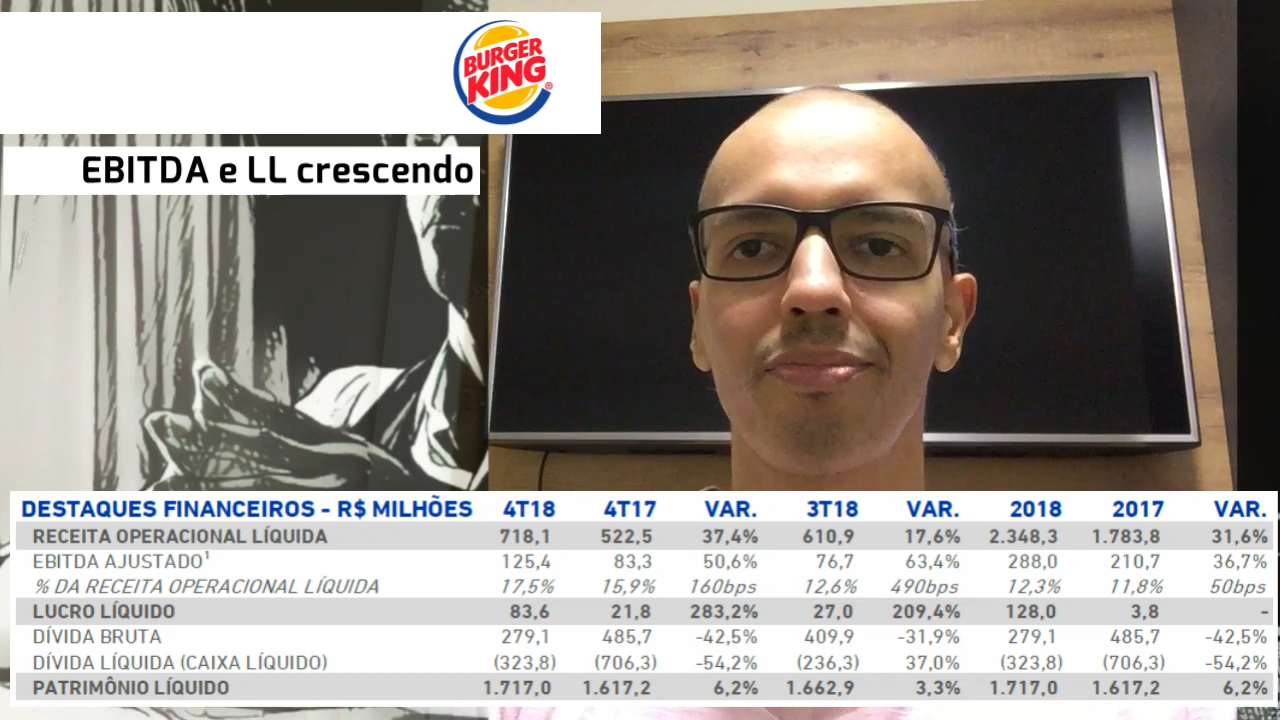 BURGER
KING®
EBITDA e LL crescendo
DESTAQUES FINANCEIROS - R$ MILHÕES 4T18 4T17 VAR. 3T18 VAR. 2018 2017 VAR.
RECEITA OPERACIONAL LÍQUIDA 718,1 522,5 37,4% 610,9 17,6% 2.348,3 1.783,8 31,6%
EBITDA AJUSTADO¹ 125,4 83,3 50,6% 76,7 63,4% 288,0 210,7 36,7%
% DA RECEITA OPERACIONAL LÍQUIDA 17,5% 15,9% 160bps 12,6% 490bps 12,3% 11,8% 50bps
LUCRO LÍQUIDO 83,6 21,8 283,2% 27,0 209,4% 128,0 3,8 -
DÍVIDA BRUTA 279,1 485,7 -42,5% 409,9 -31,9% 279,1 485,7 -42,5%
DÍVIDA LÍQUIDA (CAIXA LÍQUIDO) (323,8) (706,3) -54,2% (236,3) 37,0% (323,8) (706,3) -54,2%
PATRIMÔNIO LÍQUIDO 1.717,0 1.617,2 6,2% 1.662,9 3,3% 1.717,0 1.617,2 6,2%